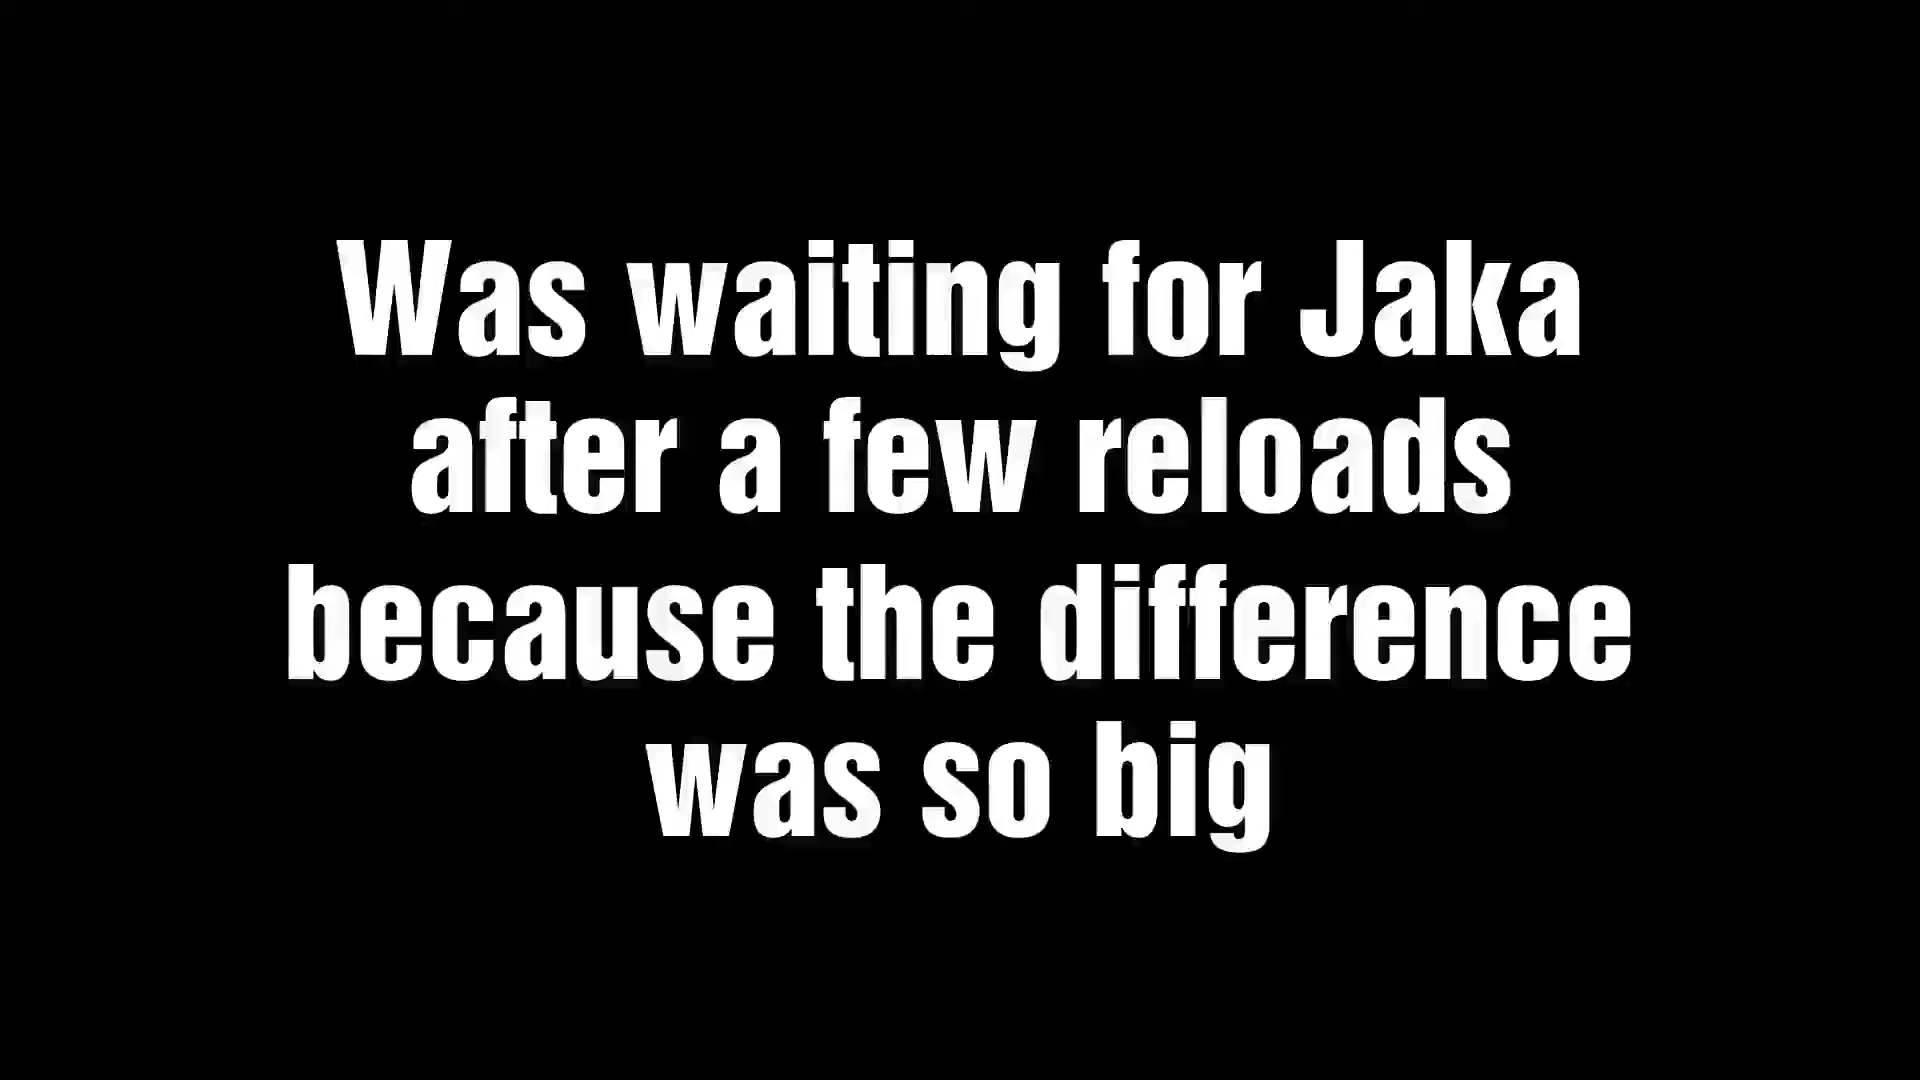 Was waiting for Jaka
after a few reloads
because the difference
was so big